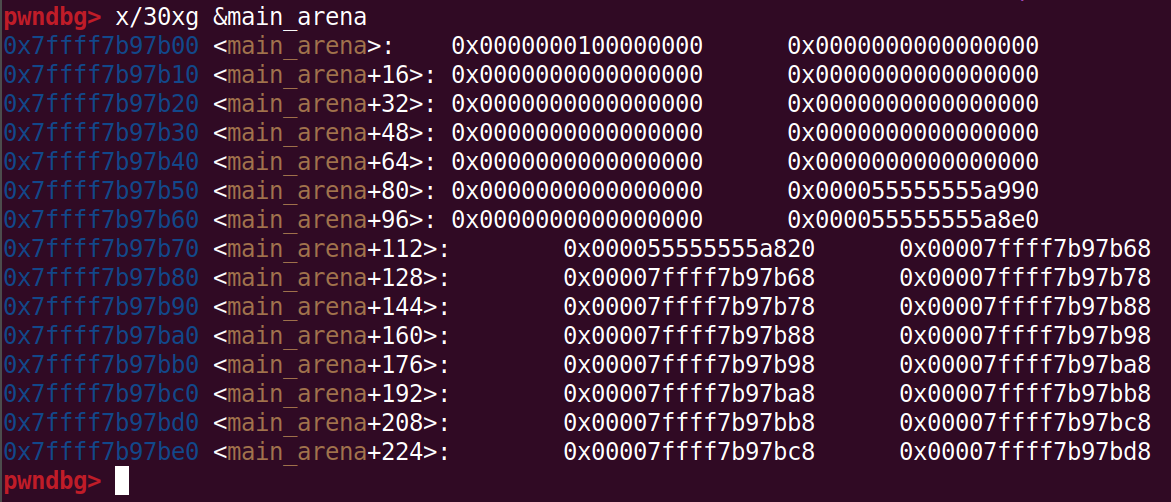 pwndbg> x/30xg &main_arena
0x7ffff7b97b00 <main_arena>:    0x0000000100000000      0x0000000000000000
0x7ffff7b97b10 <main_arena+16>: 0x0000000000000000      0x0000000000000000
0x7ffff7b97b20 <main_arena+32>: 0x0000000000000000      0x0000000000000000
0x7ffff7b97b30 <main_arena+48>: 0x0000000000000000      0x0000000000000000
0x7ffff7b97b40 <main_arena+64>: 0x0000000000000000      0x0000000000000000
0x7ffff7b97b50 <main_arena+80>: 0x0000000000000000      0x000055555555a990
0x7ffff7b97b60 <main_arena+96>: 0x0000000000000000      0x000055555555a8e0
0x7ffff7b97b70 <main_arena+112>:        0x000055555555a820      0x00007ffff7b97b68
0x7ffff7b97b80 <main_arena+128>:        0x00007ffff7b97b68      0x00007ffff7b97b78
0x7ffff7b97b90 <main_arena+144>:        0x00007ffff7b97b78      0x00007ffff7b97b88
0x7ffff7b97ba0 <main_arena+160>:        0x00007ffff7b97b88      0x00007ffff7b97b98
0x7ffff7b97bb0 <main_arena+176>:        0x00007ffff7b97b98      0x00007ffff7b97ba8
0x7ffff7b97bc0 <main_arena+192>:        0x00007ffff7b97ba8      0x00007ffff7b97bb8
0x7ffff7b97bd0 <main_arena+208>:        0x00007ffff7b97bb8      0x00007ffff7b97bc8
0x7ffff7b97be0 <main_arena+224>:        0x00007ffff7b97bc8      0x00007ffff7b97bd8
pwndbg>